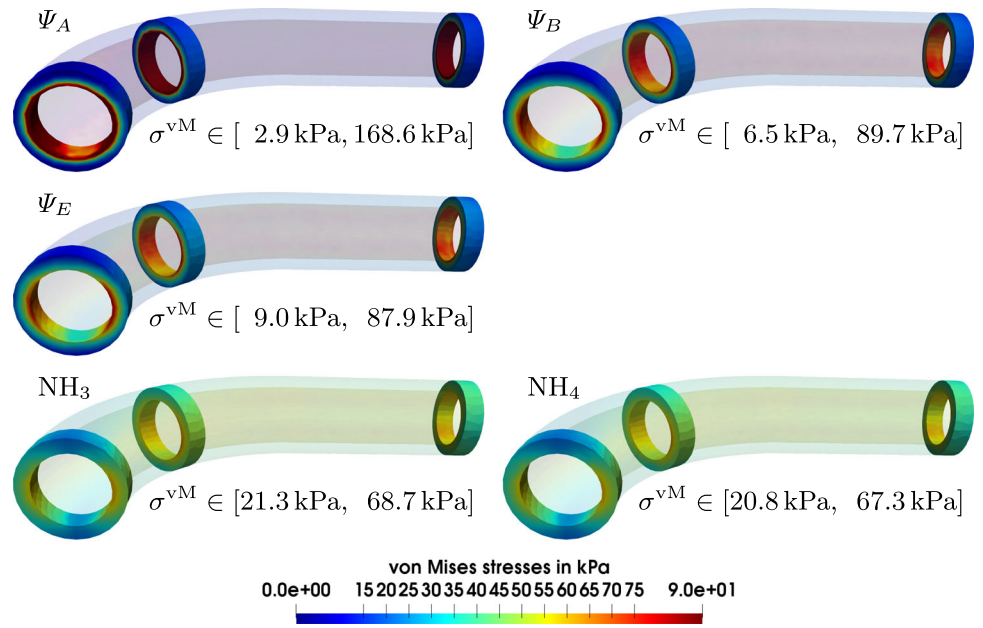 Ψ_A
σ^vM ∈ [ 2.9 kPa, 168.6 kPa]
Ψ_B
σ^vM ∈ [ 6.5 kPa, 89.7 kPa]
Ψ_E
σ^vM ∈ [ 9.0 kPa, 87.9 kPa]
NH₃
σ^vM ∈ [21.3 kPa, 68.7 kPa]
NH₄
σ^vM ∈ [20.8 kPa, 67.3 kPa]
von Mises stresses in kPa
0.0e+00 15 20 25 30 35 40 45 50 55 60 65 70 75 9.0e+01